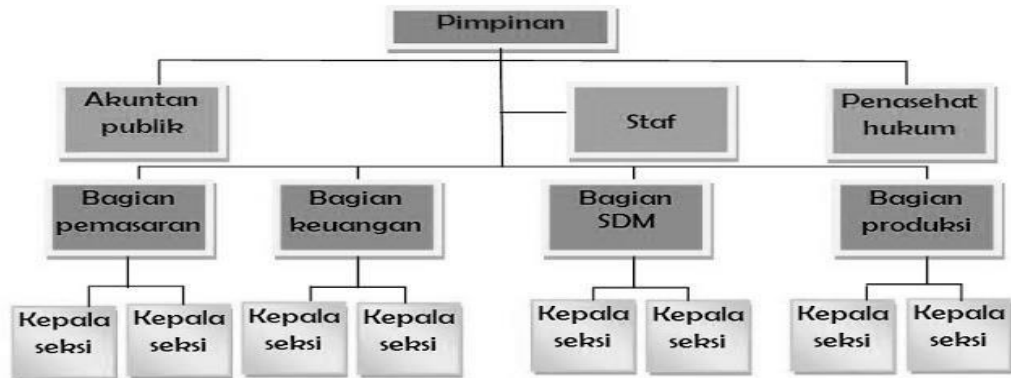 Pimpinan
Akuntan
publik
Staf
Penasehat
hukum
Bagian
pemasaran
Bagian
keuangan
Bagian
SDM
Bagian
produksi
Kepala
seksi
Kepala
seksi
Kepala
seksi
Kepala
seksi
Kepala
seksi
Kepala
seksi
Kepala
seksi
Kepala
seksi